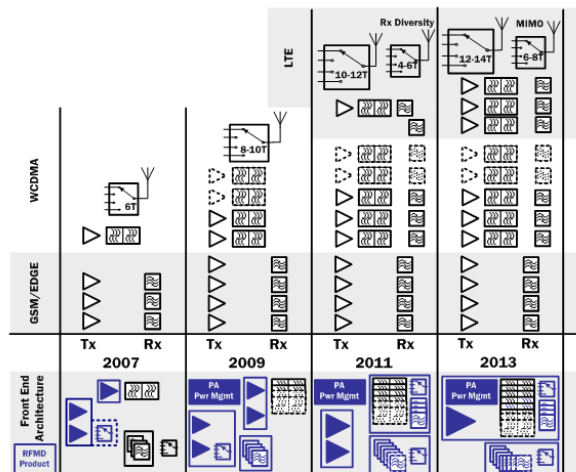 Rx Diversity
MIMO
LTE
10-12T
4-6T
12-14T
6-8T
WCDMA
8-10T
6T
GSM/EDGE
Tx Rx Tx Rx Tx Rx Tx Rx
2007 2009 2011 2013
Front End
Architecture
PA
Pwr Mgmt
PA
Pwr Mgmt
PA
Pwr Mgmt
RFMD
Product